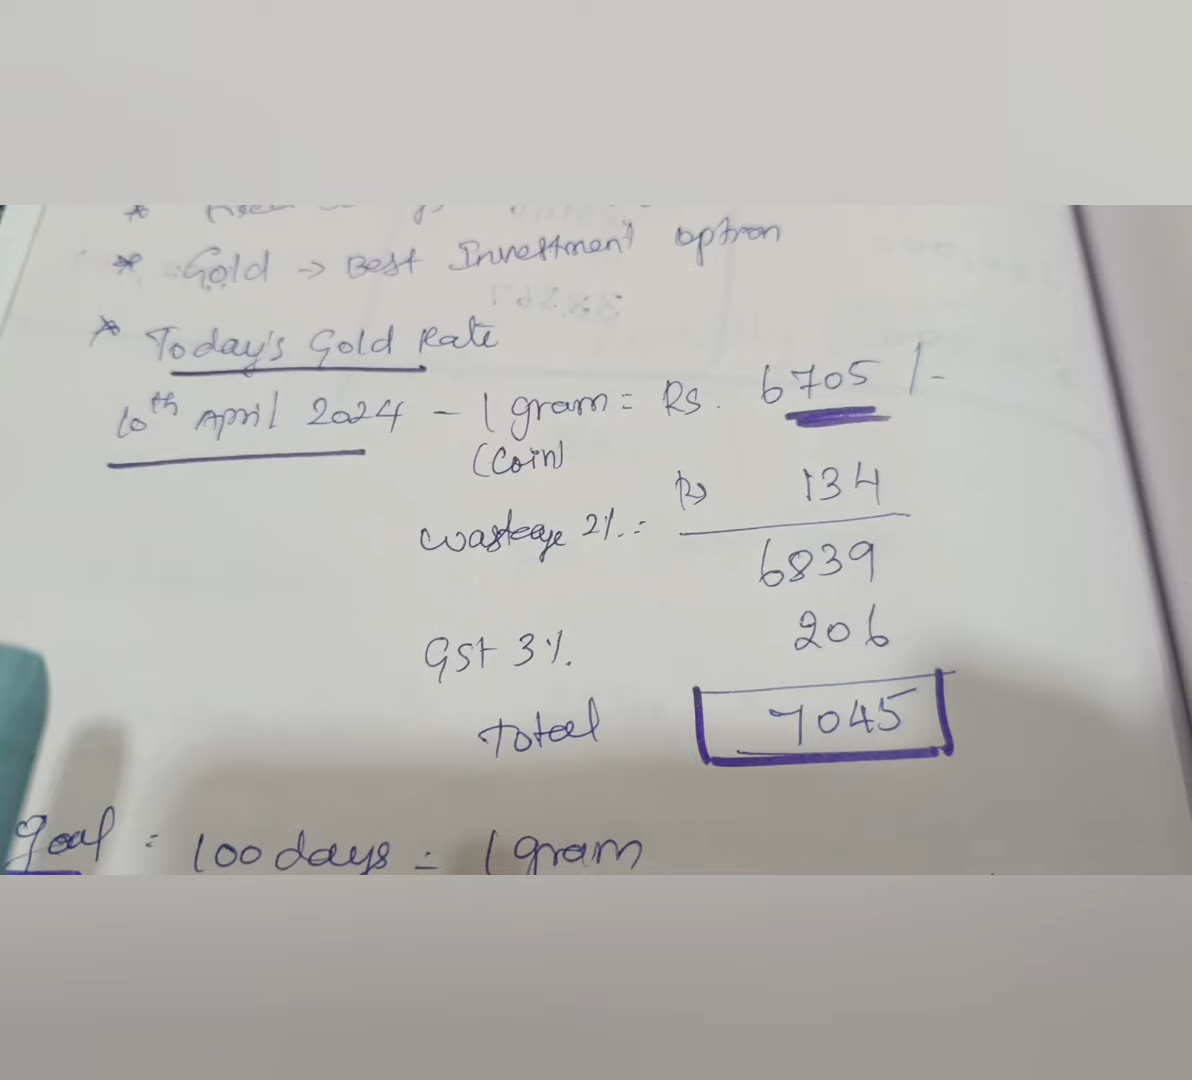 * Gold → Best Investment option
* Today's Gold Rate
10th April 2024 - 1 gram = Rs. 6705 /-
(Coin)
Rs 134
wastage 2% =
6839
GST 3% 206
Total 7045
Goal : 100 days = 1 gram